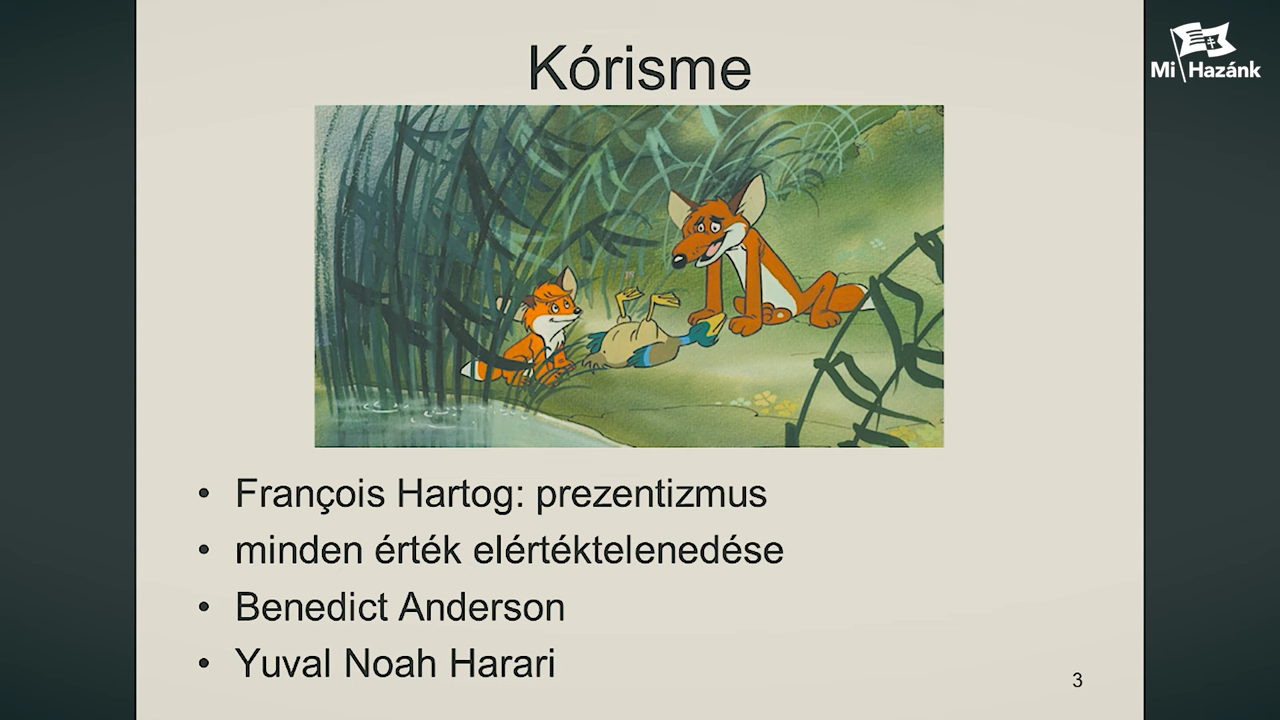 Kórisme
Mi Hazánk
• François Hartog: prezentizmus
• minden érték elértéktelenedése
• Benedict Anderson
• Yuval Noah Harari
3